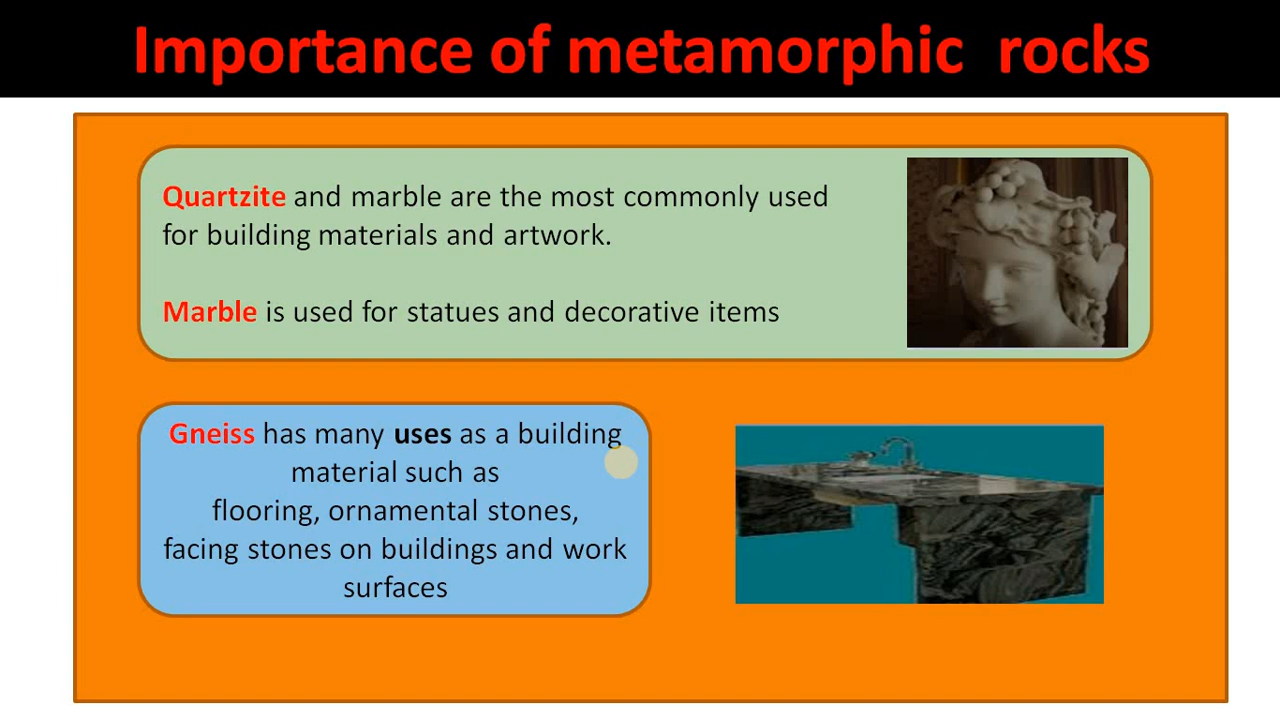 Importance of metamorphic rocks
Quartzite and marble are the most commonly used
for building materials and artwork.
Marble is used for statues and decorative items
Gneiss has many uses as a building
material such as
flooring, ornamental stones,
facing stones on buildings and work
surfaces